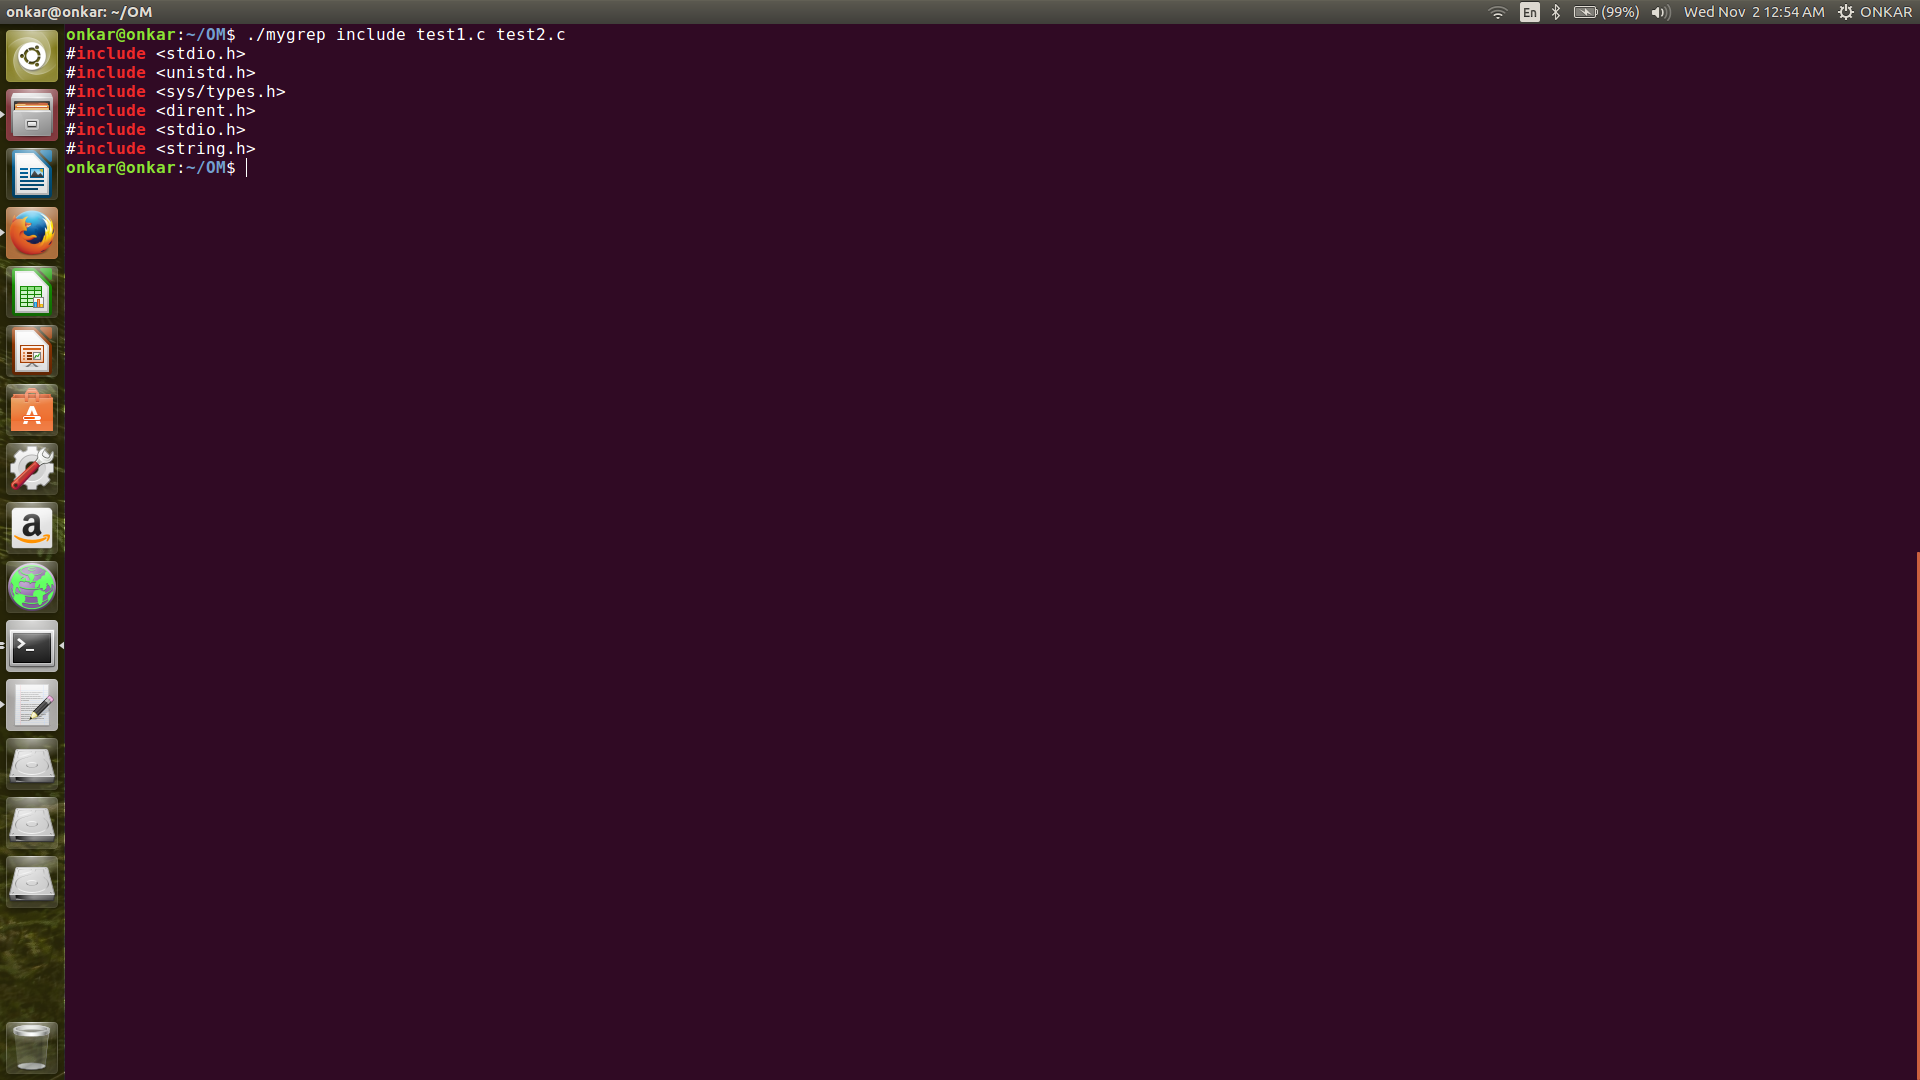 onkar@onkar: ~/OM
En (99%) Wed Nov 2 12:54 AM ONKAR
onkar@onkar:~/OM$ ./mygrep include test1.c test2.c
#include <stdio.h>
#include <unistd.h>
#include <sys/types.h>
#include <dirent.h>
#include <stdio.h>
#include <string.h>
onkar@onkar:~/OM$
A
a
>_